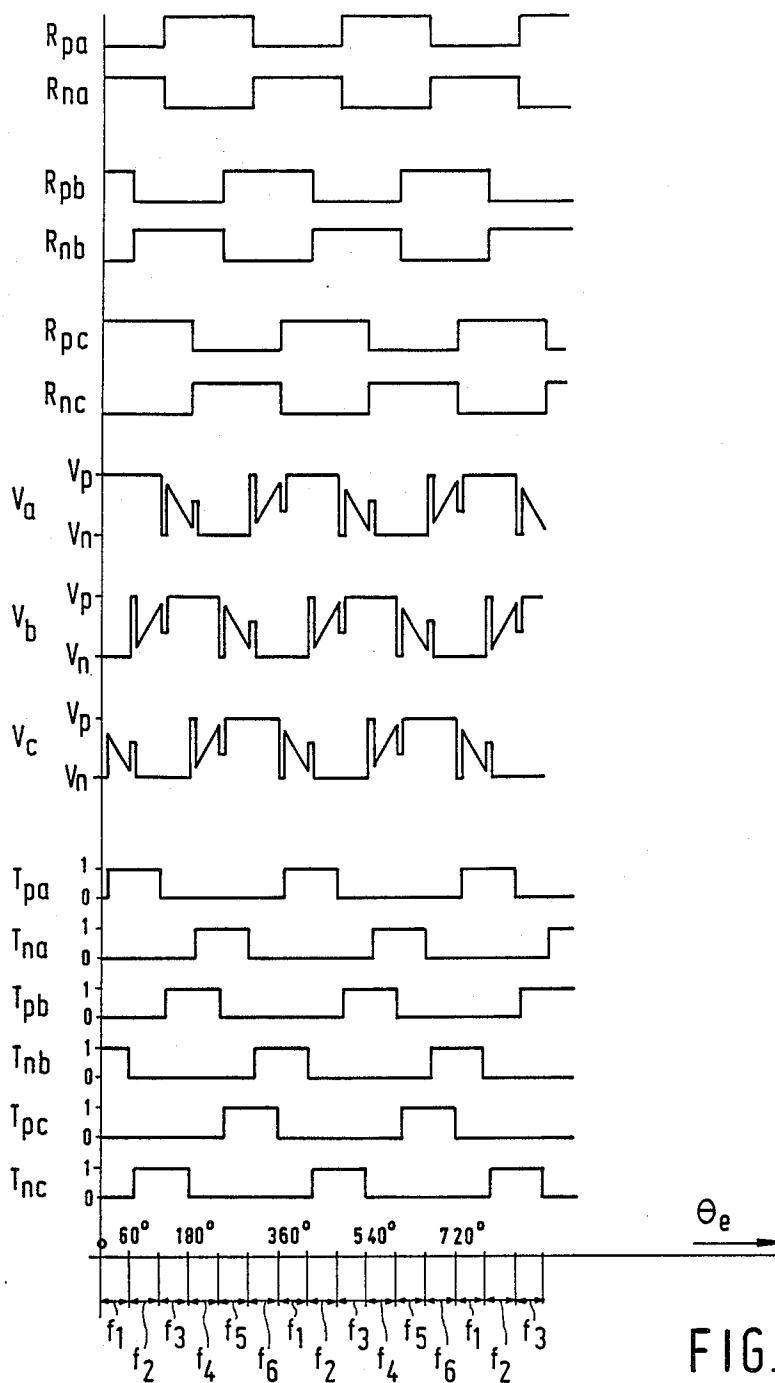 Rpa
Rna
Rpb
Rnb
Rpc
Rnc
Va Vp
Vn
Vb Vp
Vn
Vc Vp
Vn
Tpa 1
0
Tna 1
0
Tpb 1
0
Tnb 1
0
Tpc 1
0
Tnc 1
0
0 60° 180° 360° 540° 720° Θe
f1 f3 f5 f1 f3 f5 f1 f3
f2 f4 f6 f2 f4 f6 f2
FIG.